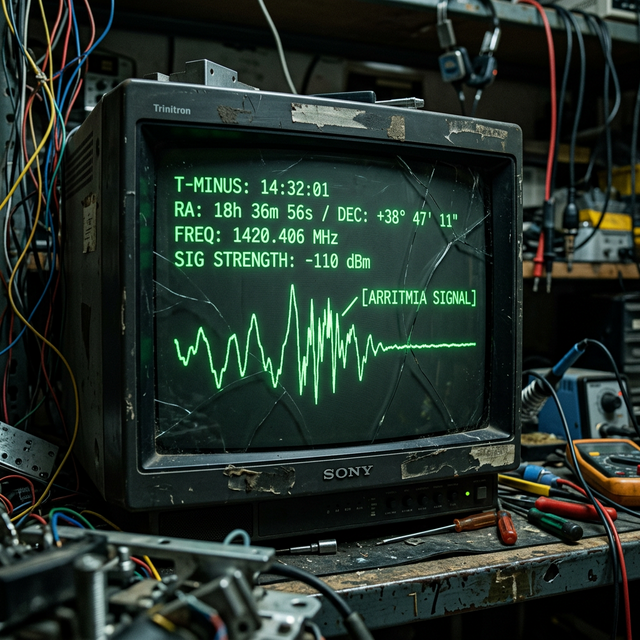 Trinitron
T-MINUS: 14:32:01
RA: 18h 36m 56s / DEC: +38° 47' 11"
FREQ: 1420.406 MHz
SIG STRENGTH: -110 dBm
[ARRITMIA SIGNAL]
SONY